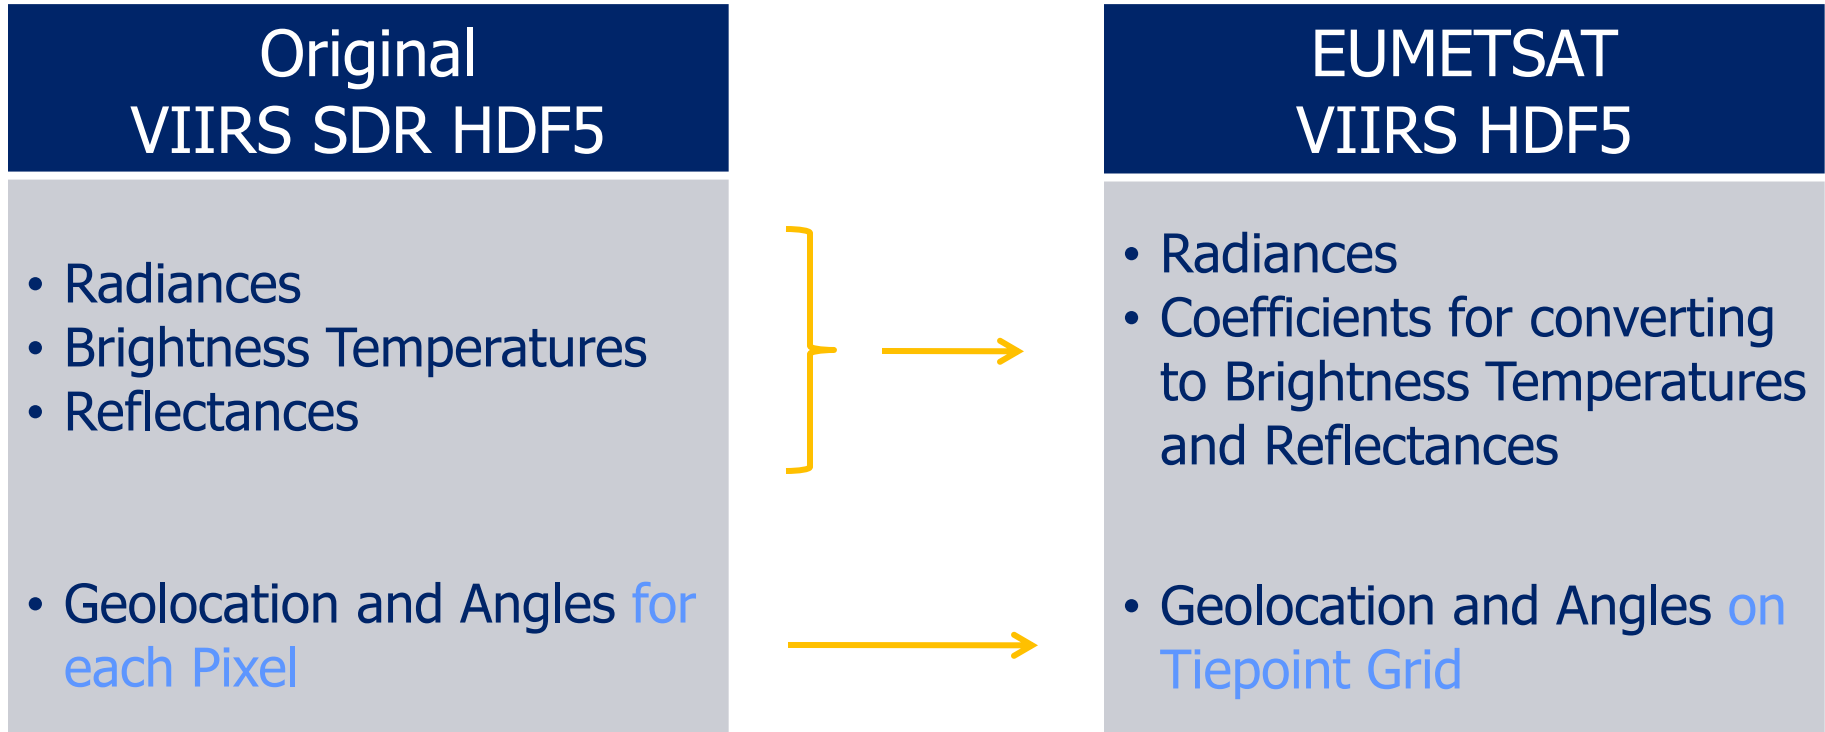 Original
VIIRS SDR HDF5
• Radiances
• Brightness Temperatures
• Reflectances
• Geolocation and Angles for
each Pixel
EUMETSAT
VIIRS HDF5
• Radiances
• Coefficients for converting
to Brightness Temperatures
and Reflectances
• Geolocation and Angles on
Tiepoint Grid